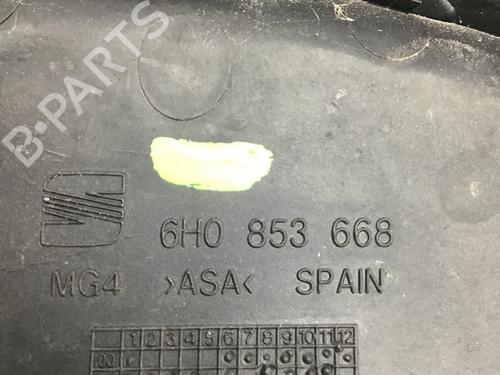 B-PARTS
6H0 853 668
MG4 >ASA< SPAIN
1 2 3 4 5 6 7 8 9 10 11 12
00